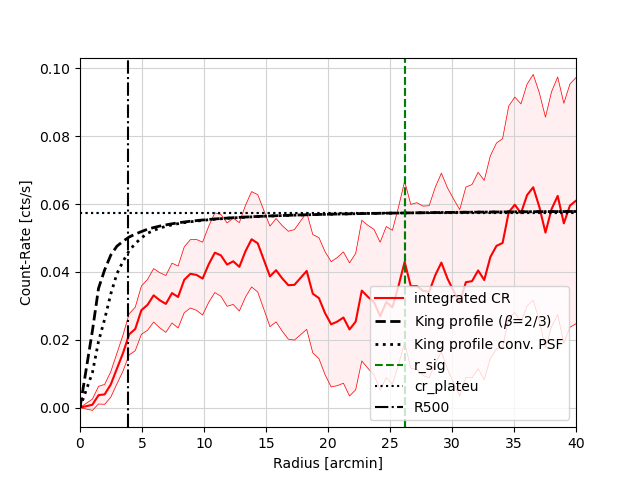 0.10
0.08
0.06
0.04
0.02
0.00
Count-Rate [cts/s]
integrated CR
King profile (β=2/3)
King profile conv. PSF
r_sig
cr_plateu
R500
0 5 10 15 20 25 30 35 40
Radius [arcmin]